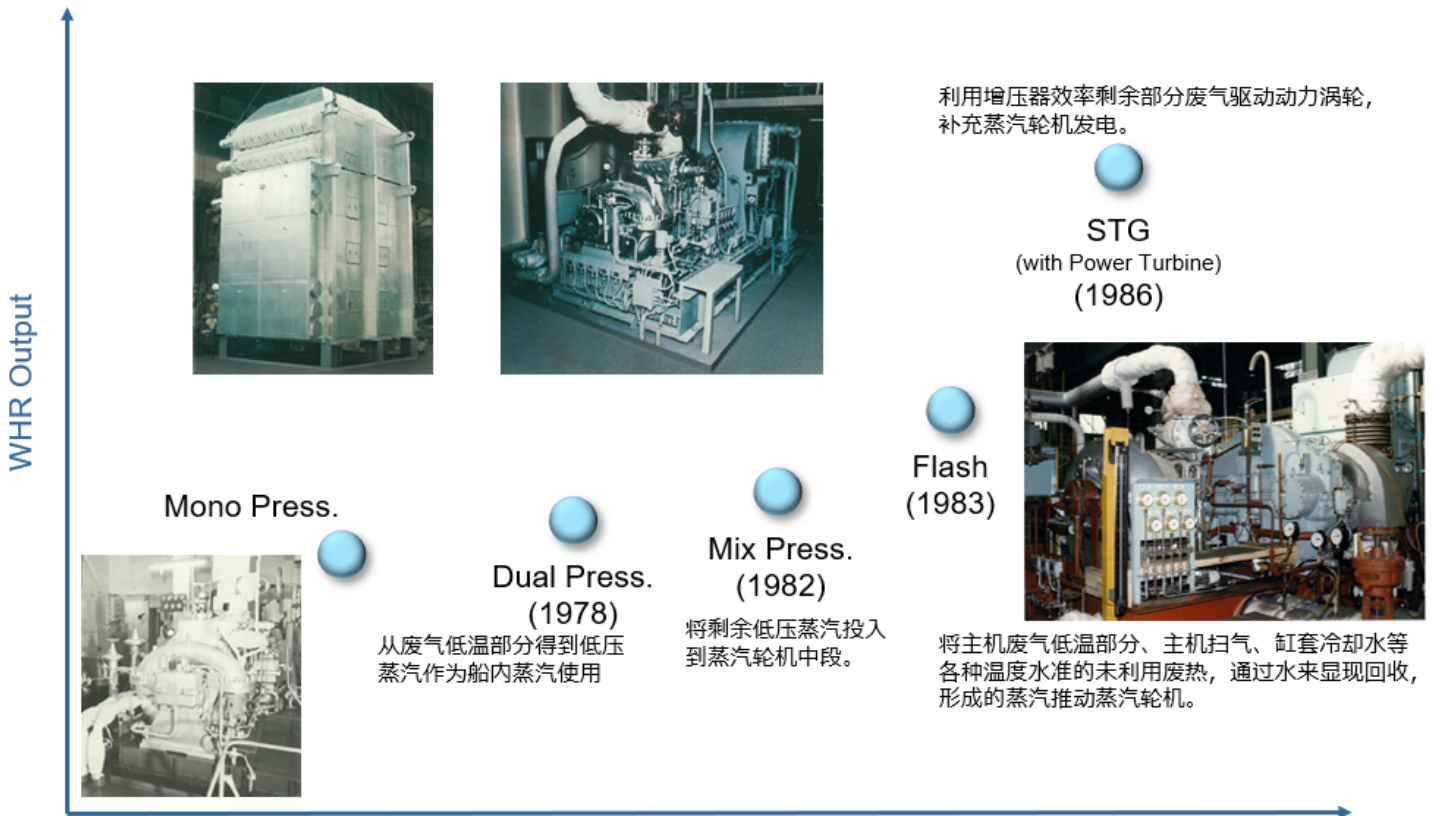 利用增压器效率剩余部分废气驱动动力涡轮，
补充蒸汽轮机发电。
STG
(with Power Turbine)
(1986)
WHR Output
Flash
(1983)
Mono Press.
Mix Press.
(1982)
Dual Press.
(1978)
从废气低温部分得到低压
蒸汽作为船内蒸汽使用
将剩余低压蒸汽投入
到蒸汽轮机中段。
将主机废气低温部分、主机扫气、缸套冷却水等
各种温度水准的未利用废热，通过水来显现回收，
形成的蒸汽推动蒸汽轮机。